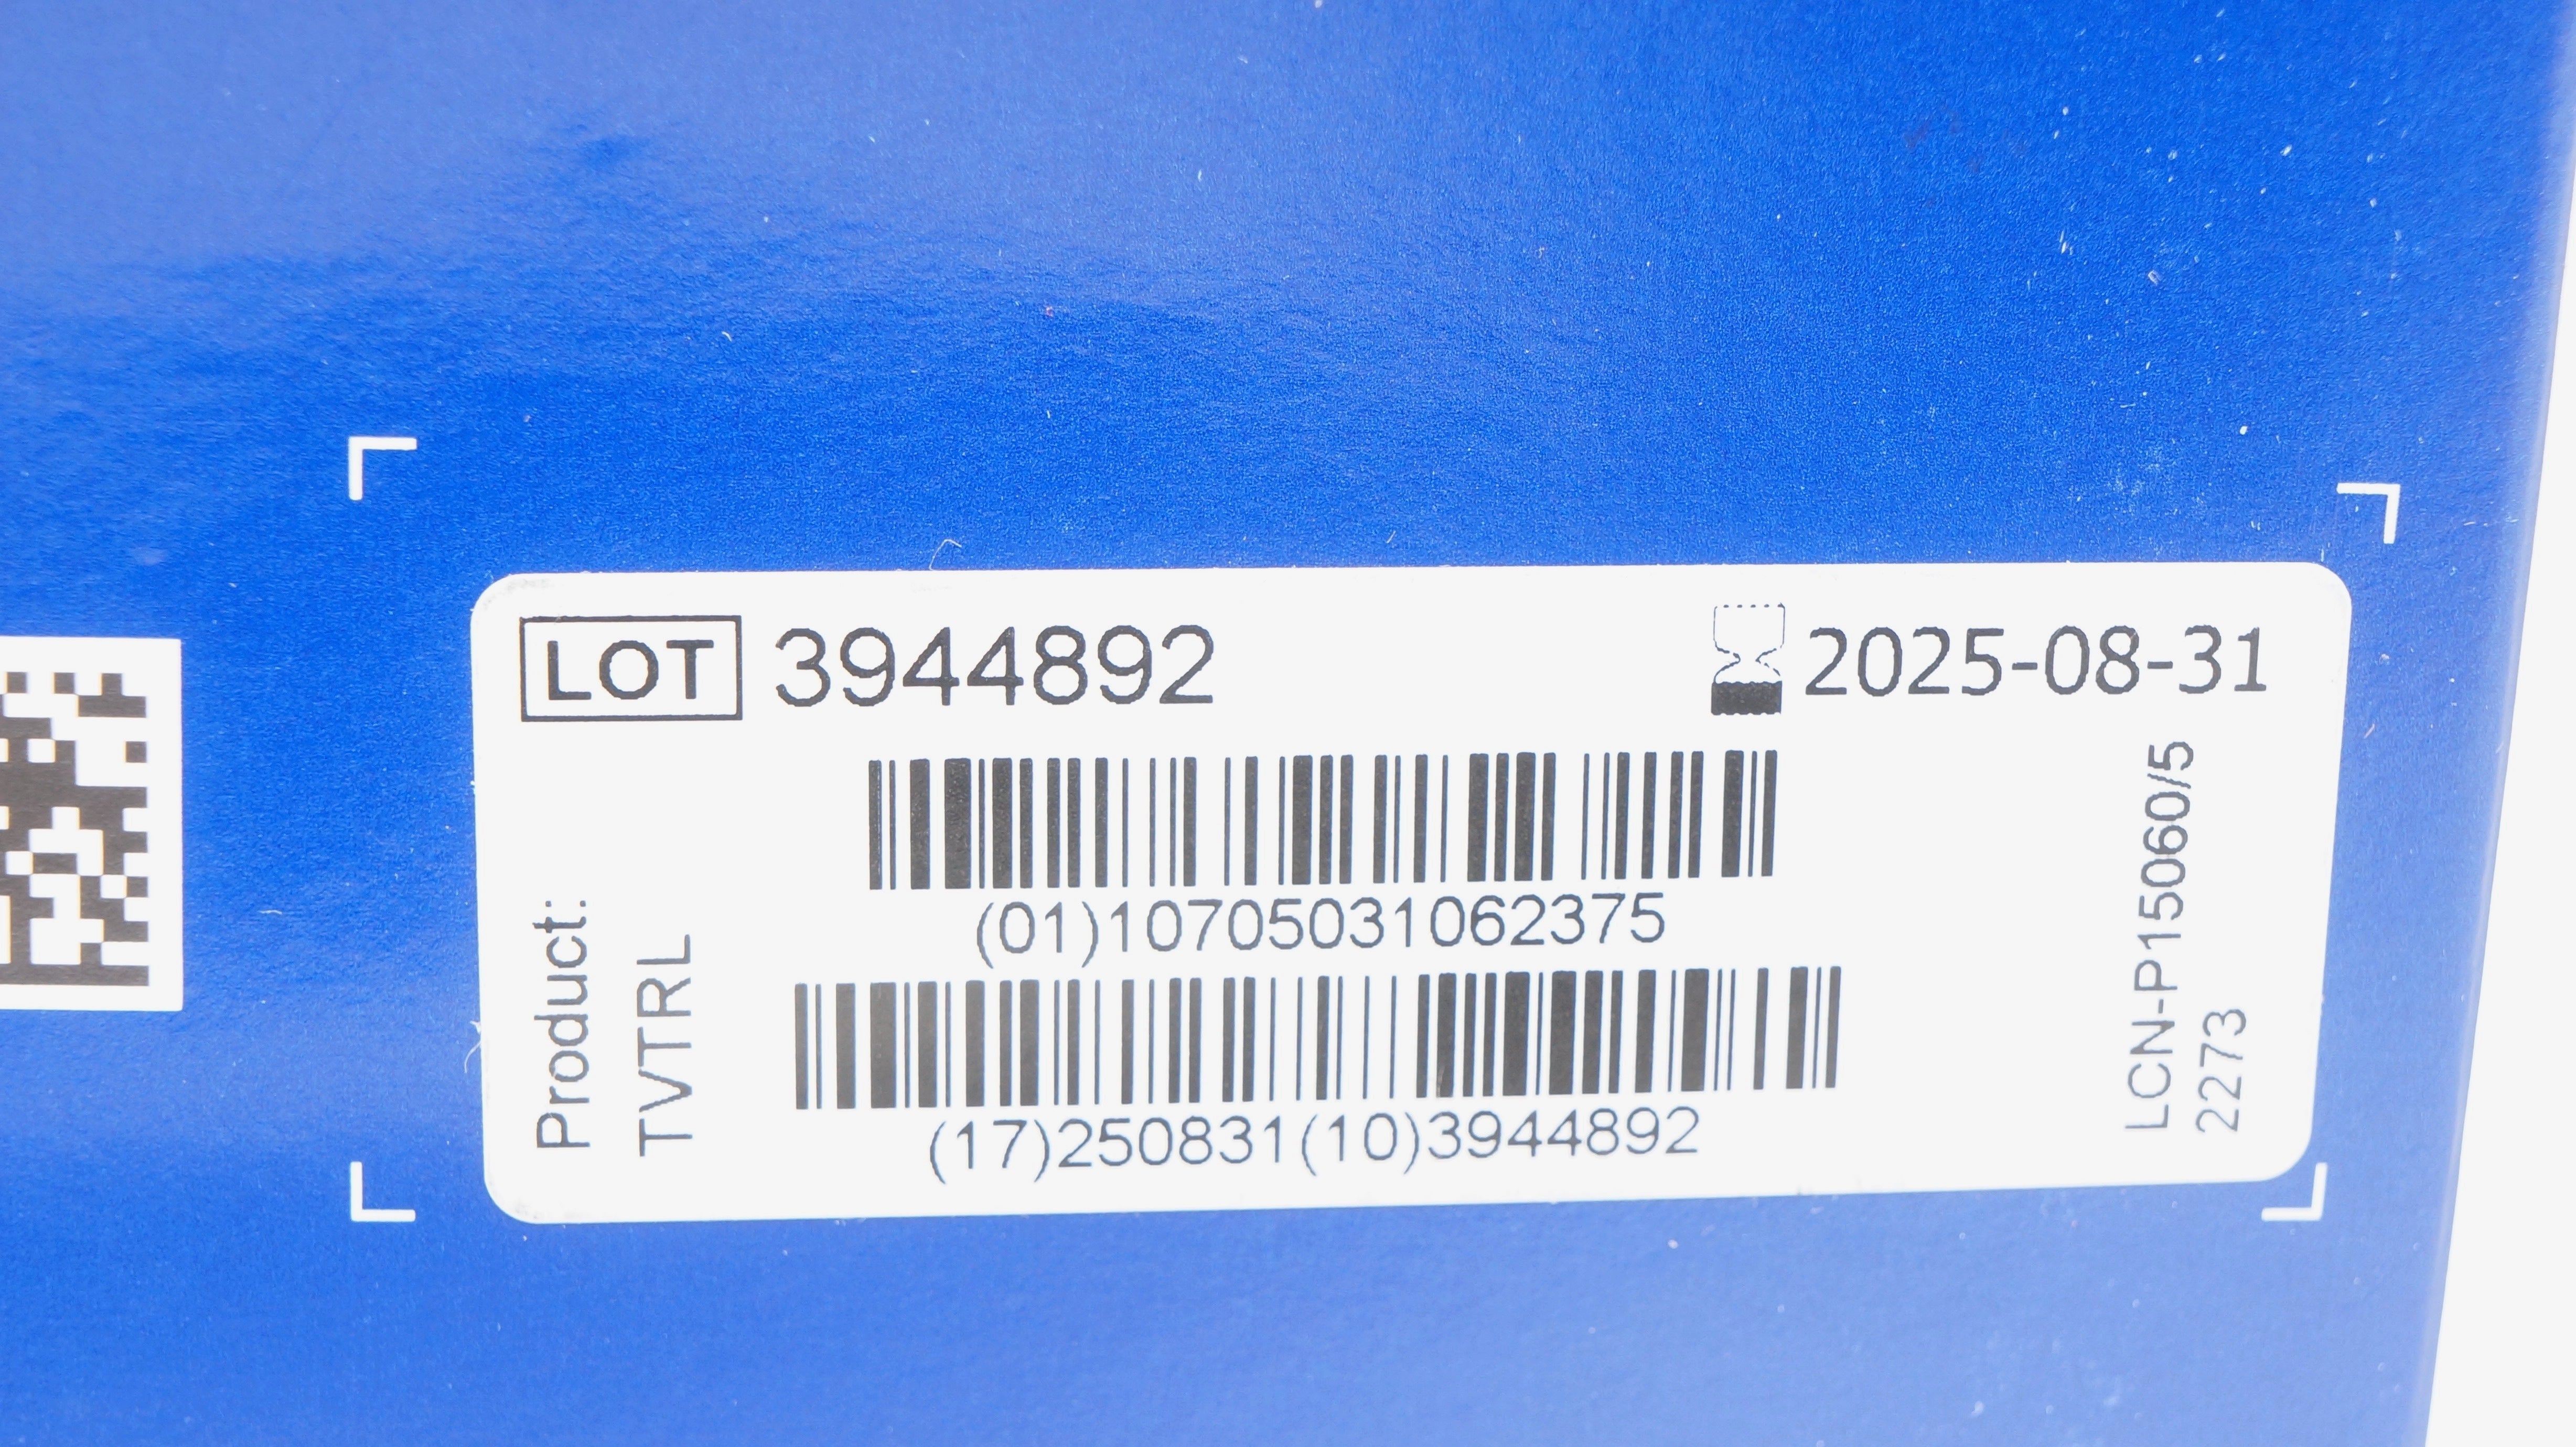 LOT 3944892
2025-08-31
(01)10705031062375
(17)250831(10)3944892
Product:
TVTRL
LCN-P15060/5
2273